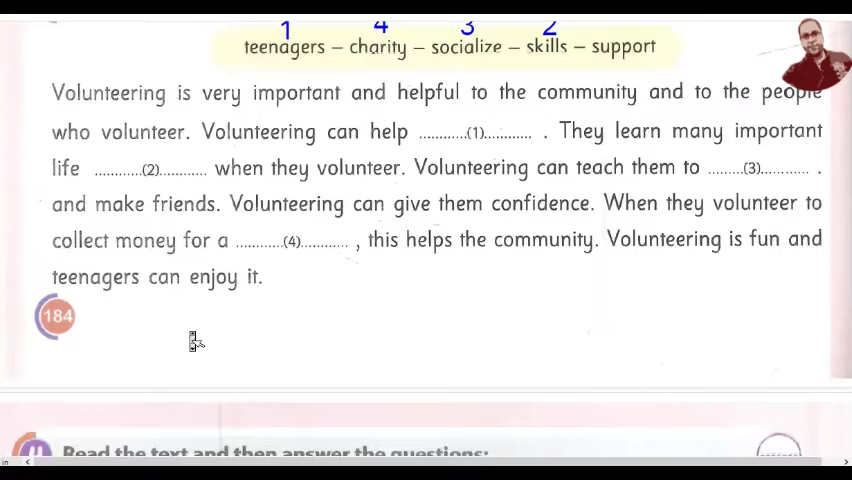 1 4 3 2
teenagers – charity – socialize – skills – support
Volunteering is very important and helpful to the community and to the people
who volunteer. Volunteering can help ............(1)............ . They learn many important
life ............(2)............ when they volunteer. Volunteering can teach them to .........(3)............ .
and make friends. Volunteering can give them confidence. When they volunteer to
collect money for a ............(4)............ , this helps the community. Volunteering is fun and
teenagers can enjoy it.
184
Read the text and then answer the questions:
in